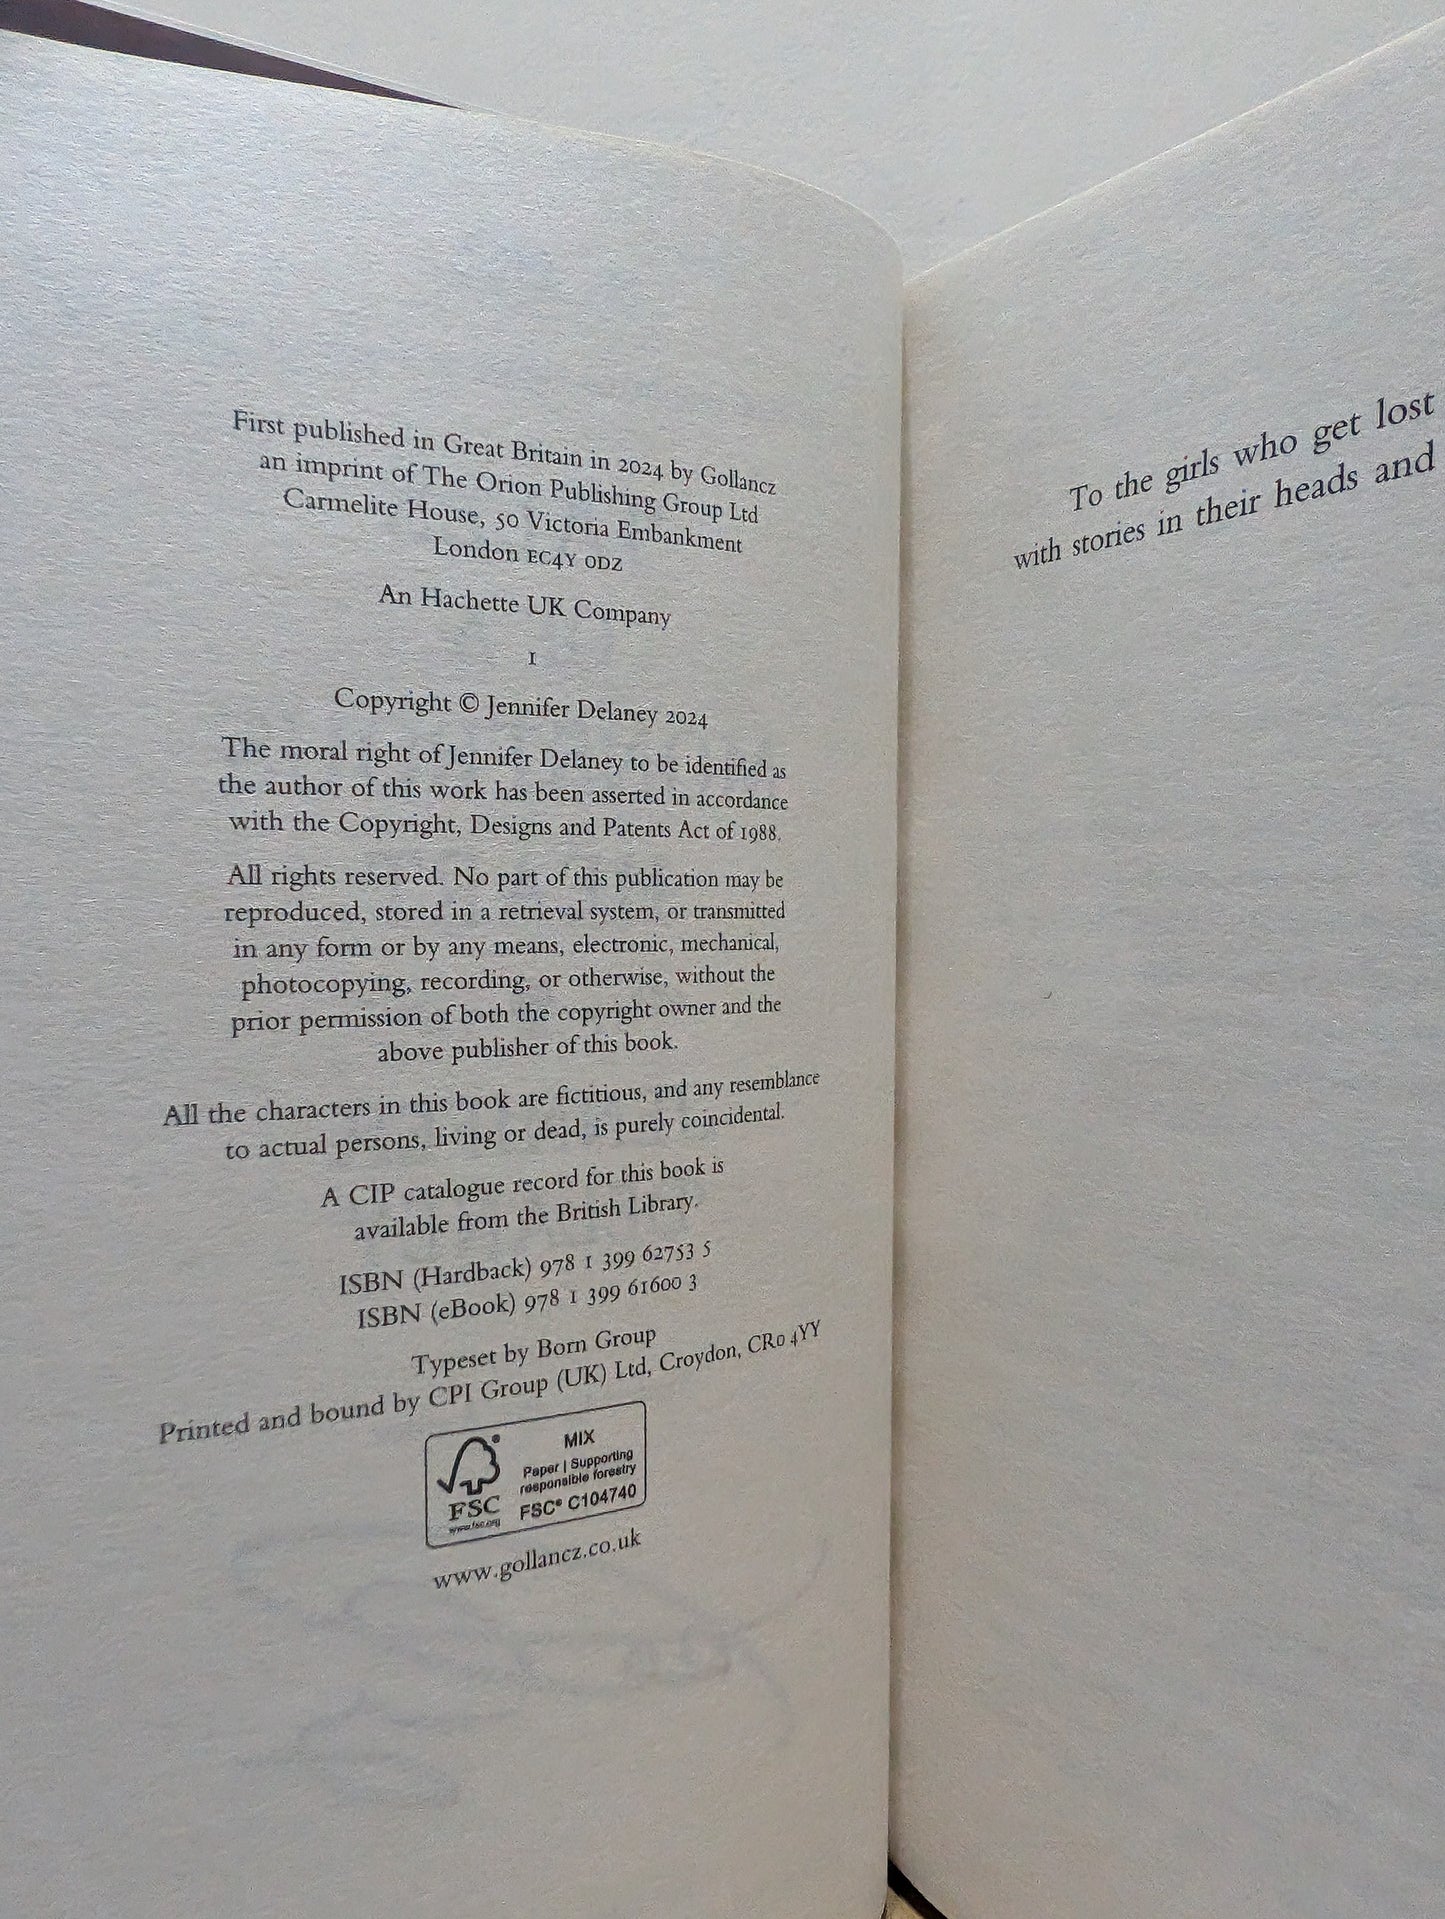 First published in Great Britain in 2024 by Gollancz
an imprint of The Orion Publishing Group Ltd
Carmelite House, 50 Victoria Embankment
London EC4Y 0DZ
An Hachette UK Company
1
Copyright © Jennifer Delaney 2024
The moral right of Jennifer Delaney to be identified as
the author of this work has been asserted in accordance
with the Copyright, Designs and Patents Act of 1988.
All rights reserved. No part of this publication may be
reproduced, stored in a retrieval system, or transmitted
in any form or by any means, electronic, mechanical,
photocopying, recording, or otherwise, without the
prior permission of both the copyright owner and the
above publisher of this book.
All the characters in this book are fictitious, and any resemblance
to actual persons, living or dead, is purely coincidental.
A CIP catalogue record for this book is
available from the British Library.
ISBN (Hardback) 978 1 399 62753 5
ISBN (eBook) 978 1 399 61600 3
Typeset by Born Group
Printed and bound by CPI Group (UK) Ltd, Croydon, CR0 4YY
FSC
www.fsc.org
MIX
Paper | Supporting
responsible forestry
FSC® C104740
www.gollancz.co.uk
To the girls who get lost
with stories in their heads and